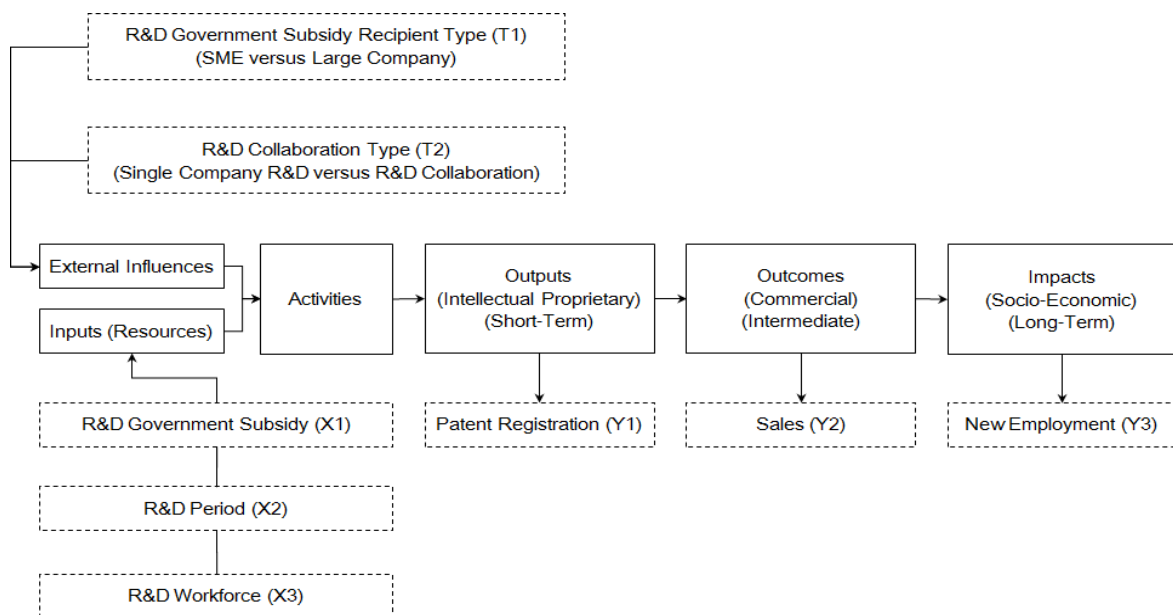 R&D Government Subsidy Recipient Type (T1)
(SME versus Large Company)
R&D Collaboration Type (T2)
(Single Company R&D versus R&D Collaboration)
External Influences
Inputs (Resources)
Activities
Outputs
(Intellectual Proprietary)
(Short-Term)
Outcomes
(Commercial)
(Intermediate)
Impacts
(Socio-Economic)
(Long-Term)
R&D Government Subsidy (X1)
Patent Registration (Y1)
Sales (Y2)
New Employment (Y3)
R&D Period (X2)
R&D Workforce (X3)